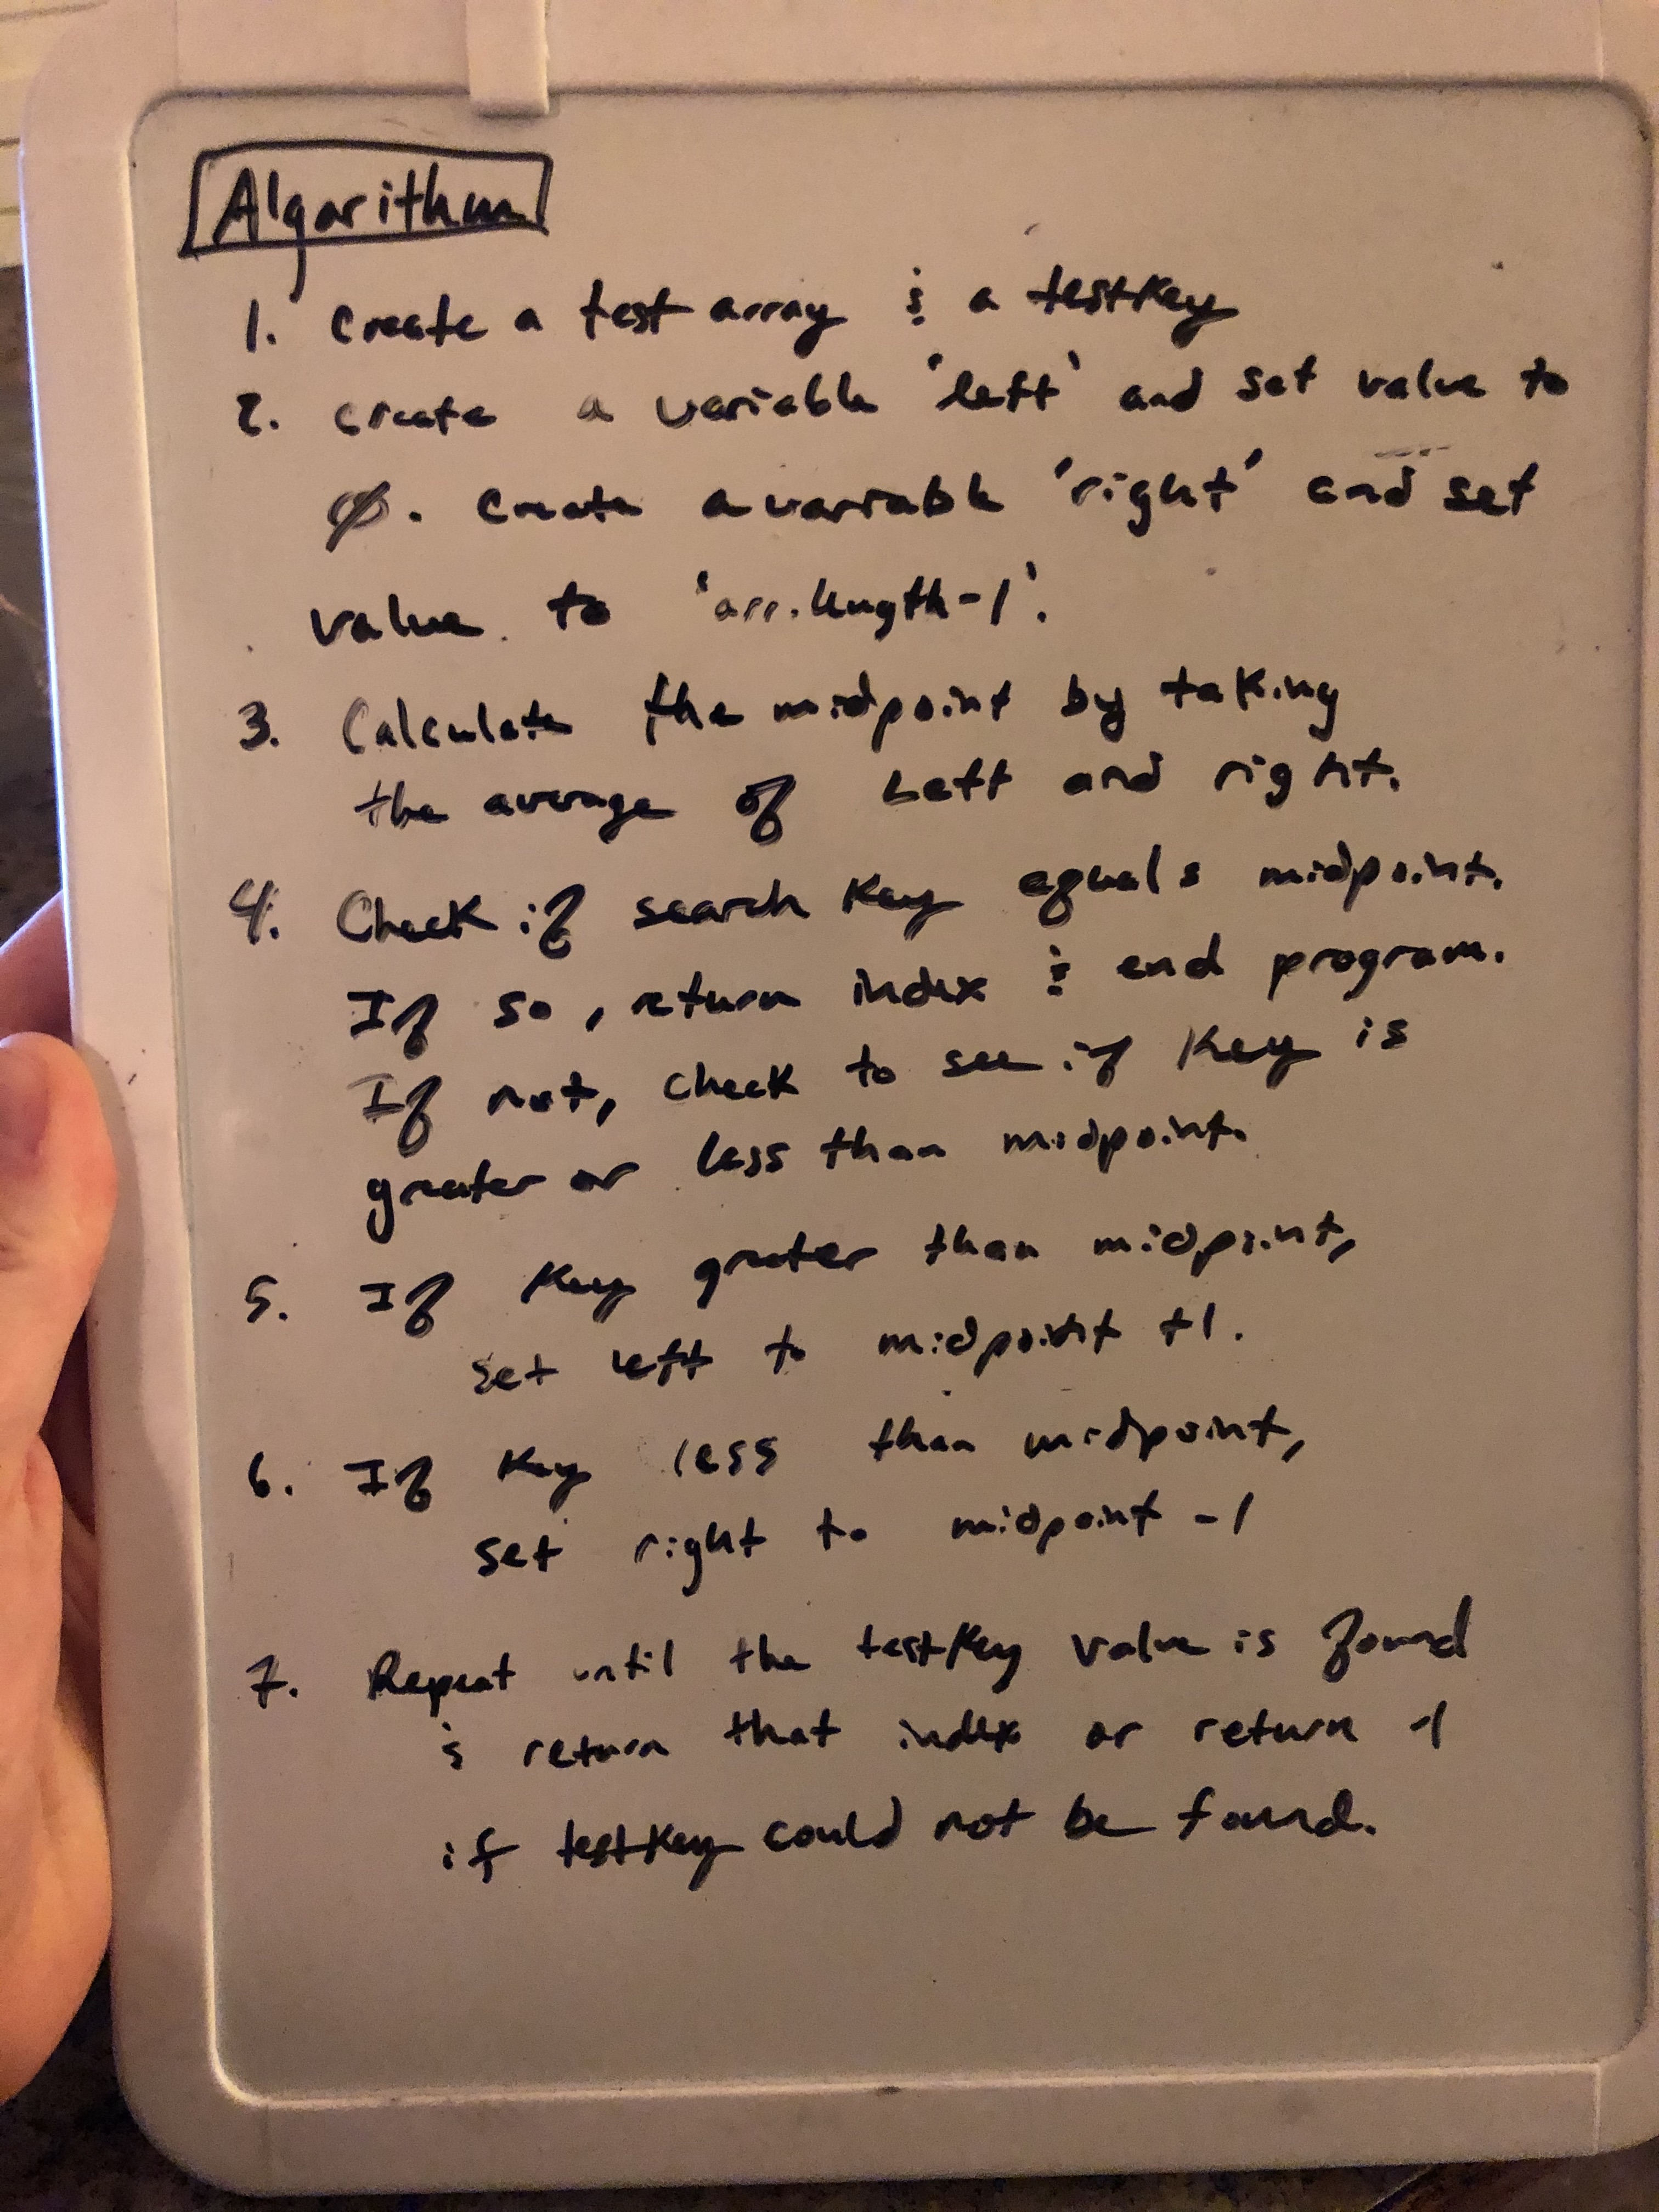 Algorithm
1. Create a test array & a testKey
2. create a variable 'left' and set value to
0. Create a variable 'right' and set
value to 'arr.length-1'.
3. Calculate the midpoint by taking
the average of Left and right.
4. Check if search Key equals midpoint.
If so, return index & end program.
If not, check to see if Key is
greater or less than midpoint.
5. If Key greater than midpoint,
set left to midpoint +1.
6. If Key less than midpoint,
set right to midpoint -1
7. Repeat until the testKey value is found
& return that index or return -1
if testKey could not be found.